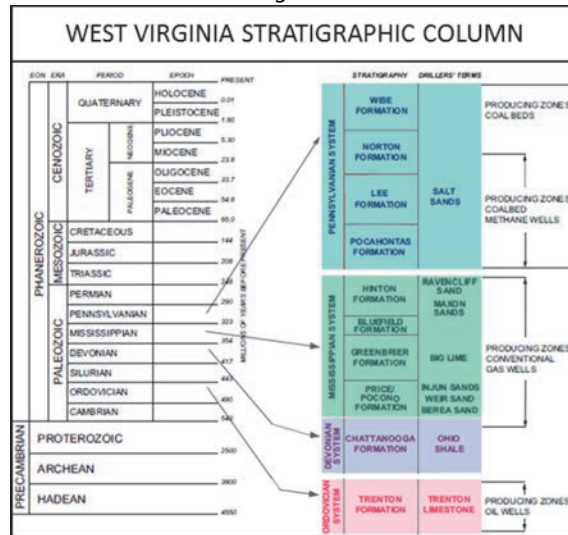 WEST VIRGINIA STRATIGRAPHIC COLUMN
EON ERA PERIOD EPOCH
PRESENT
PHANEROZOIC
CENOZOIC
QUATERNARY
HOLOCENE
0.01
PLEISTOCENE
1.80
TERTIARY
NEOGENE
PLIOCENE
5.30
MIOCENE
23.8
PALEOGENE
OLIGOCENE
33.7
EOCENE
54.8
PALEOCENE
65.0
MESOZOIC
CRETACEOUS
144
JURASSIC
206
TRIASSIC
248
PALEOZOIC
PERMIAN
290
PENNSYLVANIAN
323
MISSISSIPPIAN
354
DEVONIAN
417
SILURIAN
443
ORDOVICIAN
490
CAMBRIAN
543
PRECAMBRIAN
PROTEROZOIC
2500
ARCHEAN
3800
HADEAN
4550
MILLIONS OF YEARS BEFORE PRESENT
STRATIGRAPHY DRILLERS' TERMS
PENNSYLVANIAN SYSTEM
WISE
FORMATION
NORTON
FORMATION
LEE
FORMATION
POCAHONTAS
FORMATION
SALT
SANDS
PRODUCING ZONES
COAL BEDS
PRODUCING ZONES
COALBED
METHANE WELLS
MISSISSIPPIAN SYSTEM
HINTON
FORMATION
BLUEFIELD
FORMATION
GREENBRIER
FORMATION
PRICE/
POCONO
FORMATION
RAVENCLIFF
SAND
MAXON
SANDS
BIG LIME
INJUN SANDS
WEIR SAND
BEREA SAND
PRODUCING ZONES
CONVENTIONAL
GAS WELLS
DEVONIAN
SYSTEM
CHATTANOOGA
FORMATION
OHIO
SHALE
ORDOVICIAN
SYSTEM
TRENTON
FORMATION
TRENTON
LIMESTONE
PRODUCING ZONES
OIL WELLS